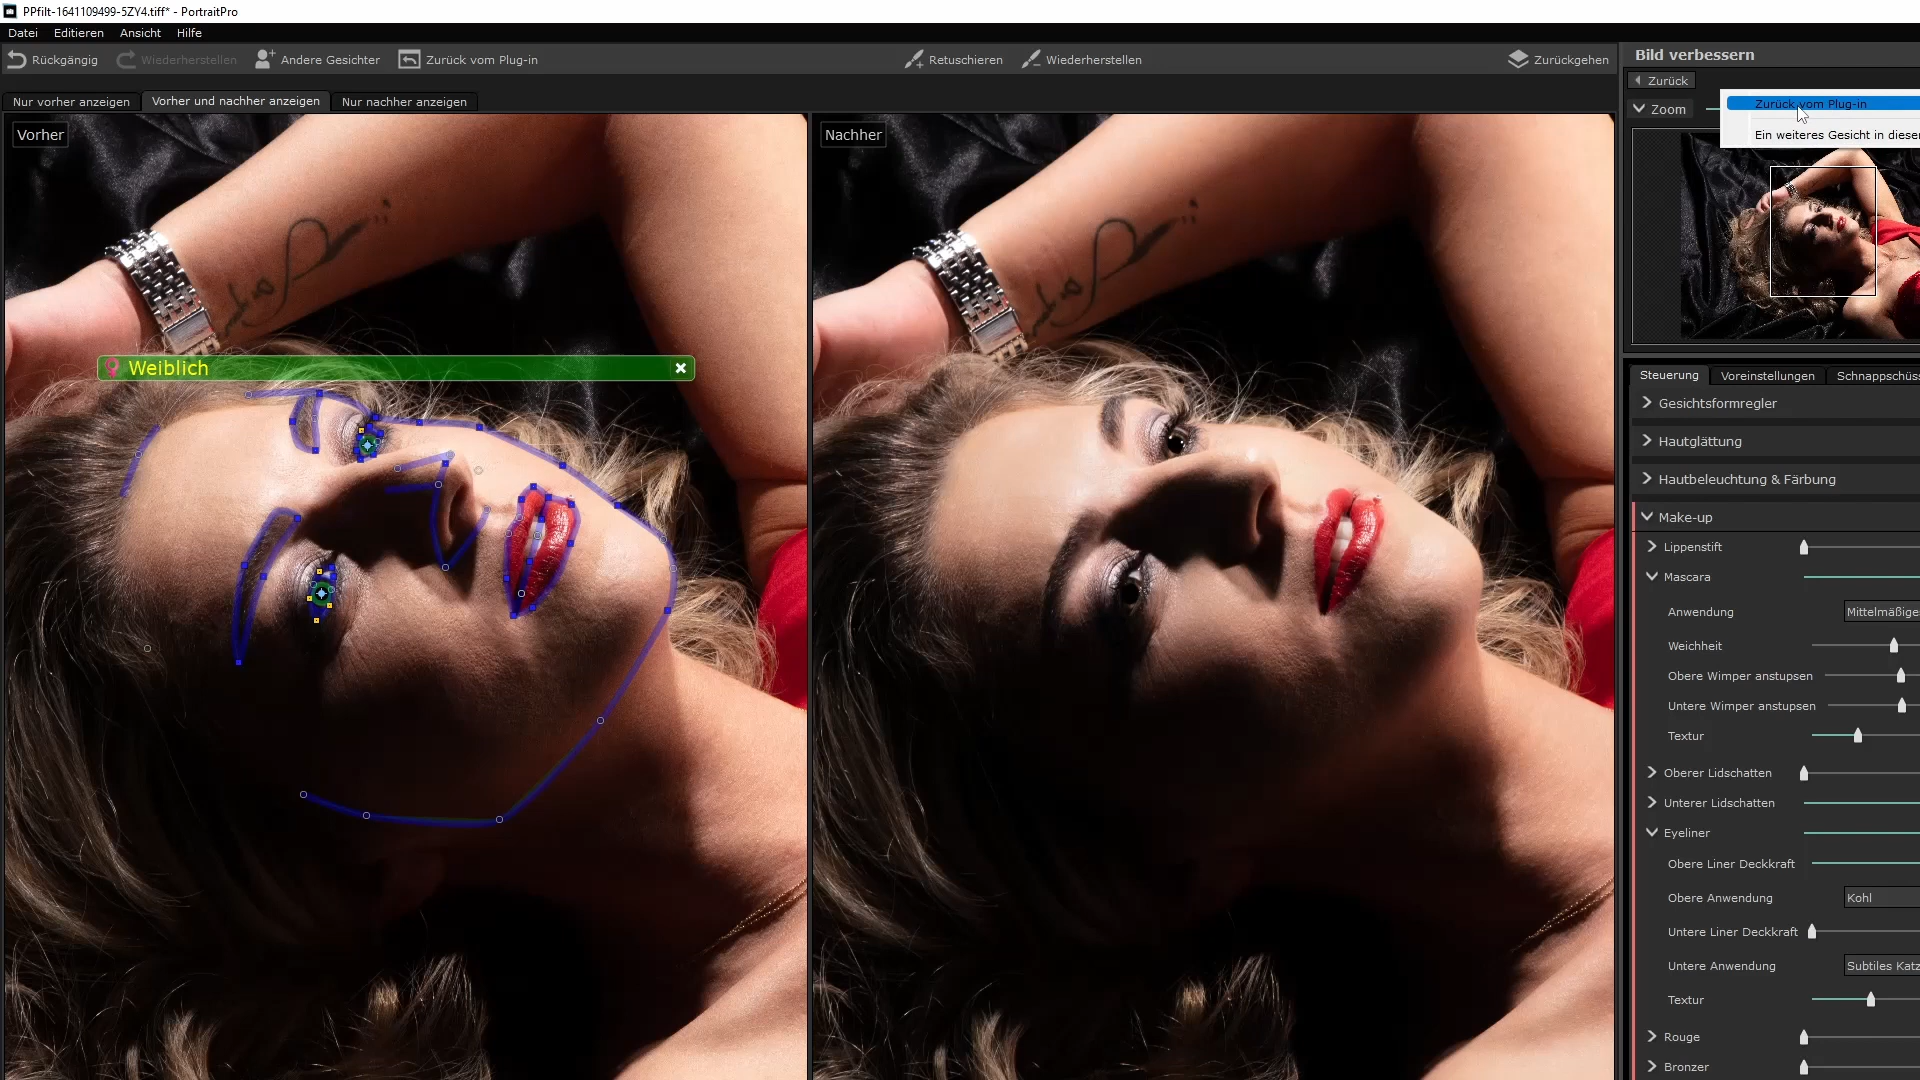 PPfilt-1641109499-5ZY4.tiff* - PortraitPro
Datei Editieren Ansicht Hilfe
Rückgängig Wiederherstellen Andere Gesichter Zurück vom Plug-in Retuschieren Wiederherstellen Zurückgehen
Nur vorher anzeigen Vorher und nachher anzeigen Nur nachher anzeigen
Vorher
Weiblich
Nachher
Bild verbessern
Zurück
Zoom
Zurück vom Plug-in
Ein weiteres Gesicht in dieser
Steuerung Voreinstellungen Schnappschüss
Gesichtsformregler
Hautglättung
Hautbeleuchtung & Färbung
Make-up
Lippenstift
Mascara
Anwendung Mittelmäßiges
Weichheit
Obere Wimper anstupsen
Untere Wimper anstupsen
Textur
Oberer Lidschatten
Unterer Lidschatten
Eyeliner
Obere Liner Deckkraft
Obere Anwendung Kohl
Untere Liner Deckkraft
Untere Anwendung Subtiles Katz
Textur
Rouge
Bronzer